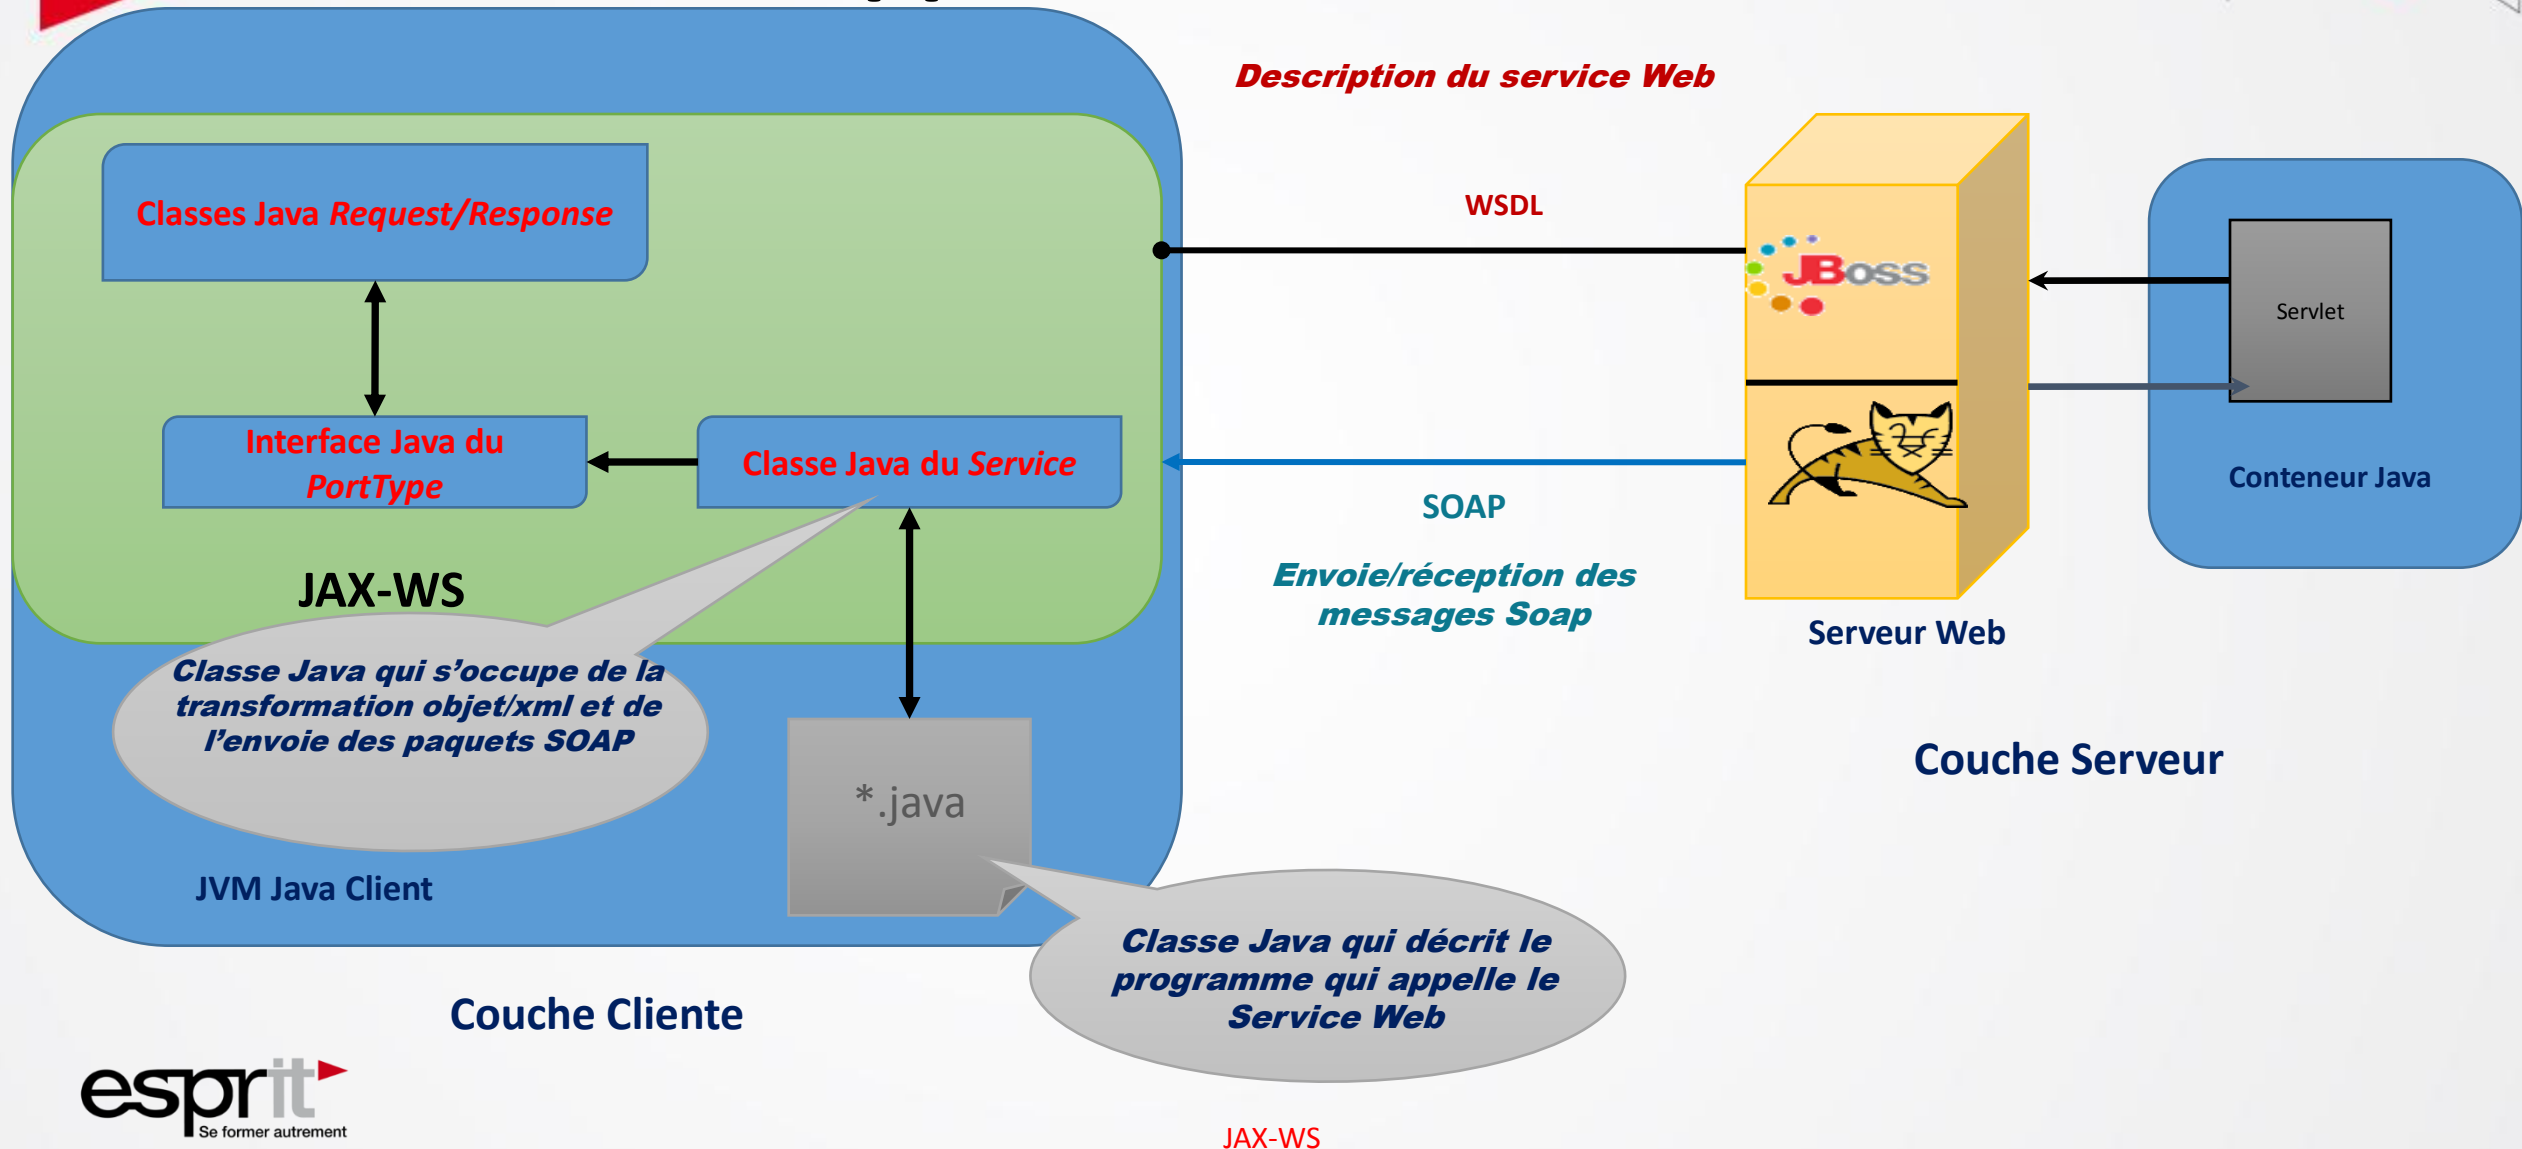 Description du service Web
Classes Java Request/Response
WSDL
JBoss
Servlet
Interface Java du
PortType
Classe Java du Service
Conteneur Java
SOAP
JAX-WS
Envoie/réception des
messages Soap
Serveur Web
Classe Java qui s’occupe de la
transformation objet/xml et de
l’envoie des paquets SOAP
Couche Serveur
*.java
JVM Java Client
Classe Java qui décrit le
programme qui appelle le
Service Web
Couche Cliente
esprit
Se former autrement
JAX-WS